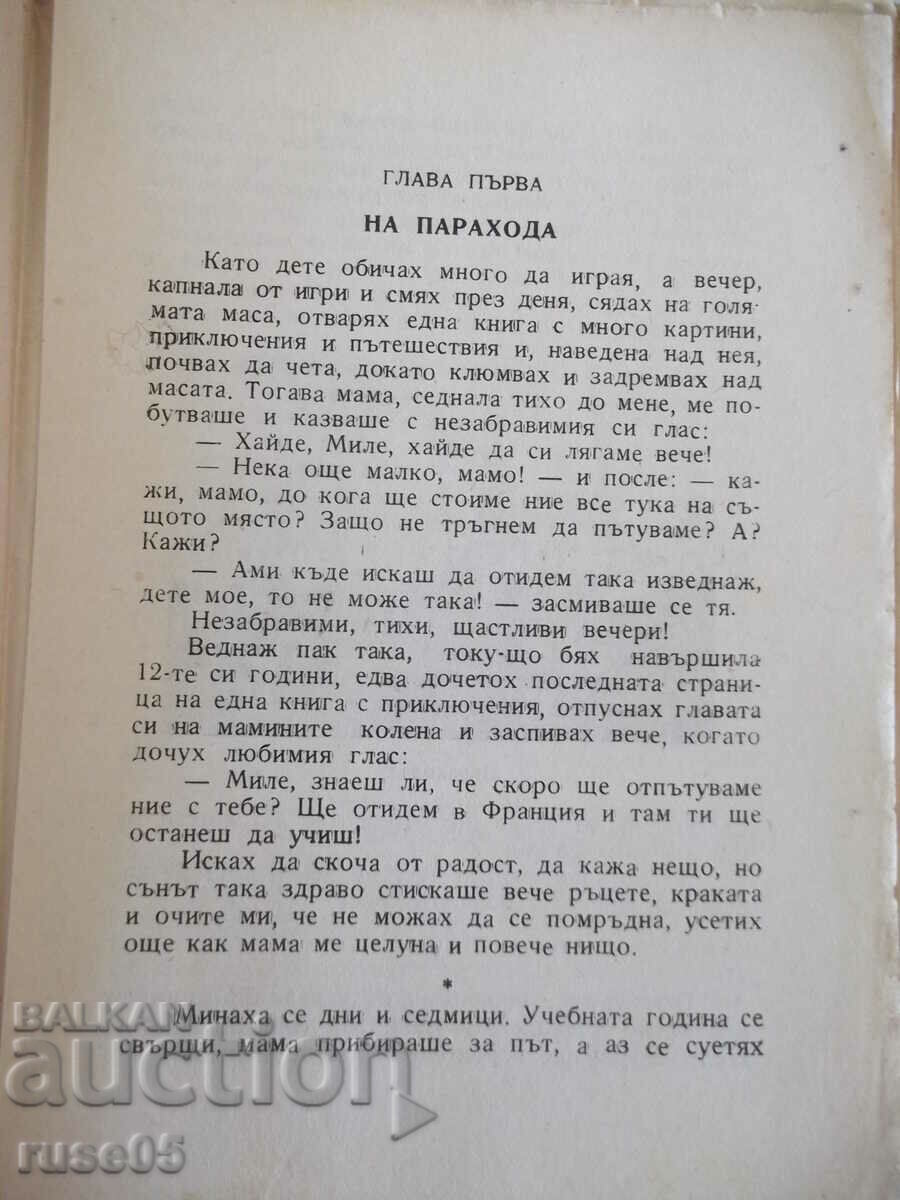 ГЛАВА ПЪРВА
НА ПАРАХОДА
Като дете обичах много да играя, а вечер,
капнала от игри и смях през деня, сядах на голя-
мата маса, отварях една книга с много картини,
приключения и пътешествия и, наведена над нея,
почвах да чета, докато клюмвах и задремвах над
масата. Тогава мама, седнала тихо до мене, ме по-
бутваше и казваше с незабравимия си глас:
— Хайде, Миле, хайде да си лягаме вече!
— Нека още малко, мамо! — и после: — ка-
жи, мамо, до кога ще стоиме ние все тука на съ-
щото място? Защо не тръгнем да пътуваме? А?
Кажи?
— Ами къде искаш да отидем така изведнаж,
дете мое, то не може така! — засмиваше се тя.
Незабравими, тихи, щастливи вечери!
Веднаж пак така, току-що бях навършила
12-те си години, едва дочетох последната страни-
ца на една книга с приключения, отпуснах главата
си на мамините колена и заспивах вече, когато
дочух любимия глас:
— Миле, знаеш ли, че скоро ще отпътуваме
ние с тебе? Ще отидем в Франция и там ти ще
останеш да учиш!
Исках да скоча от радост, да кажа нещо, но
сънът така здраво стискаше вече ръцете, краката
и очите ми, че не можах да се помръдна, усетих
още как мама ме целуна и повече нищо.
*
Минаха се дни и седмици. Учебната година се
свърщи, мама прибираше за път, а аз се суетях
BALKAN
auction
ruse05